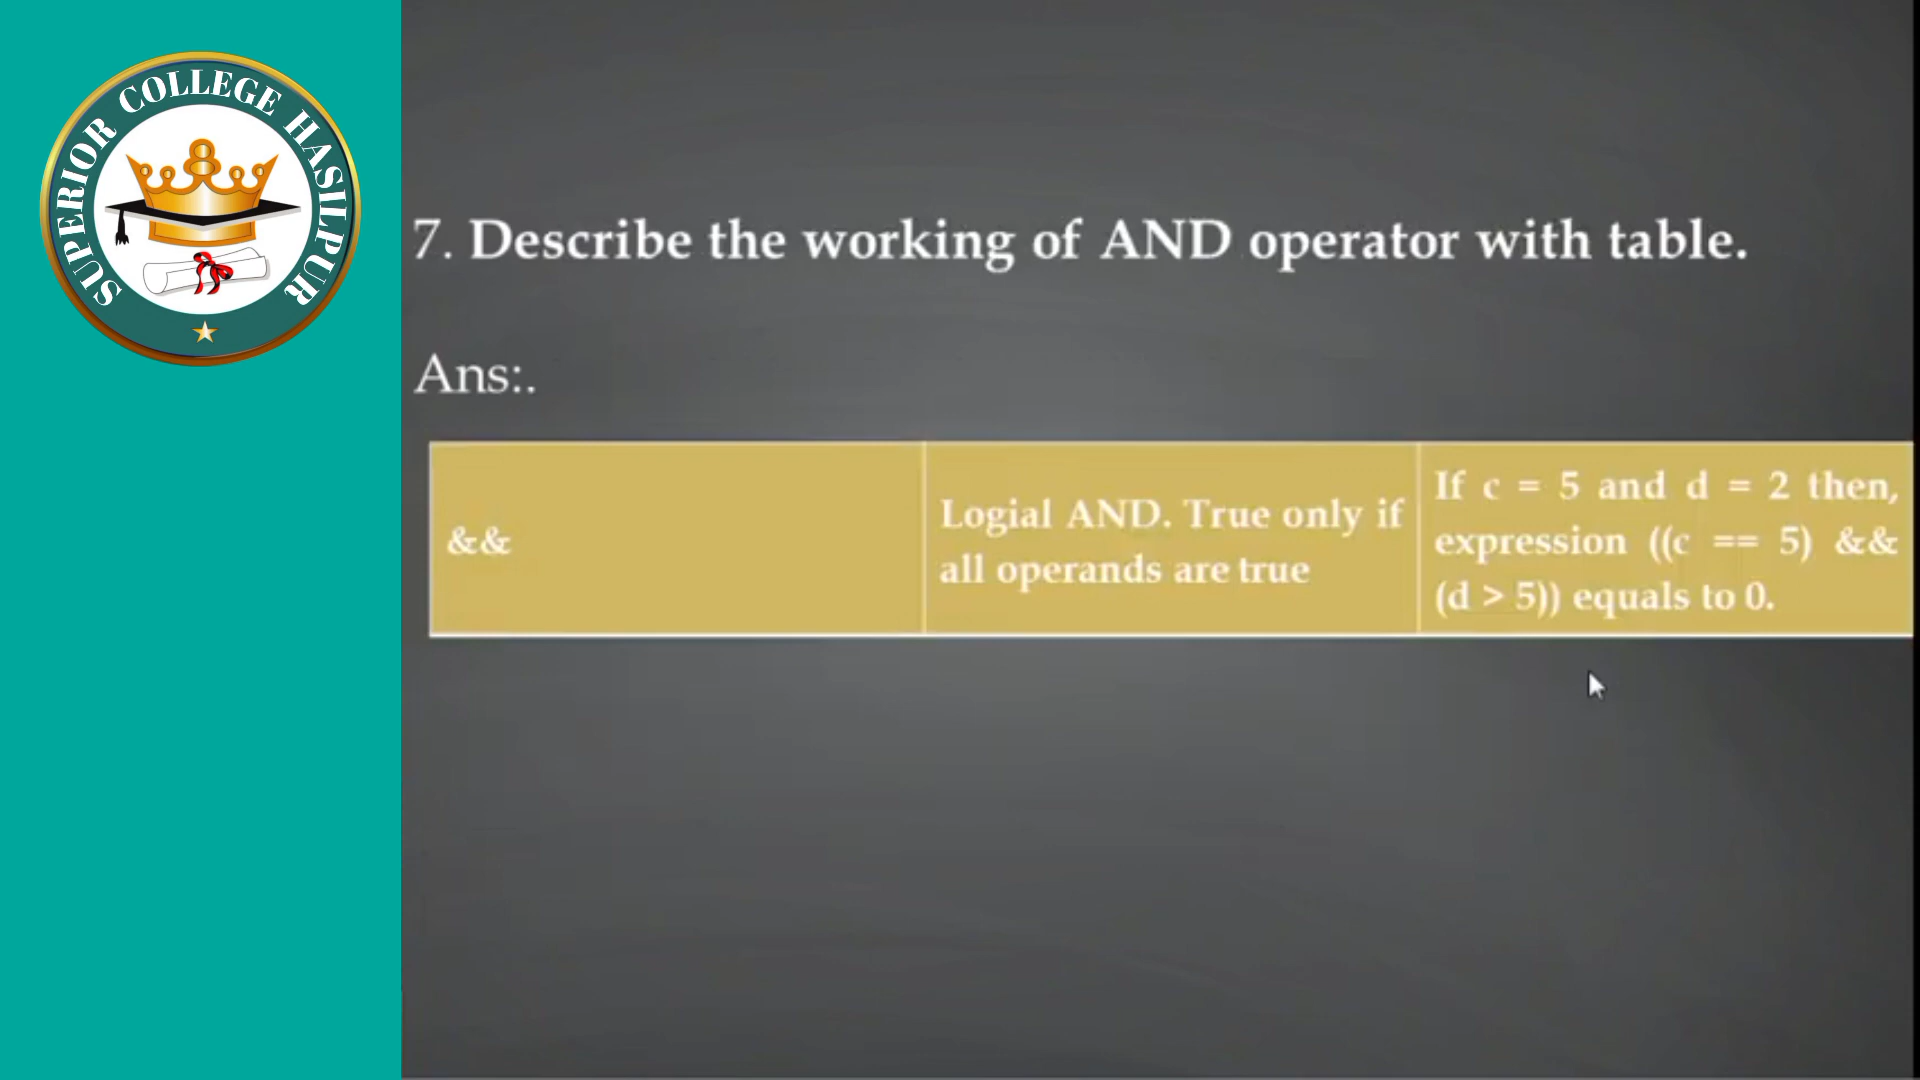 SUPERIOR COLLEGE HASILPUR
7. Describe the working of AND operator with table.
Ans:.
&&
Logial AND. True only if
all operands are true
If c = 5 and d = 2 then,
expression ((c == 5) &&
(d > 5)) equals to 0.